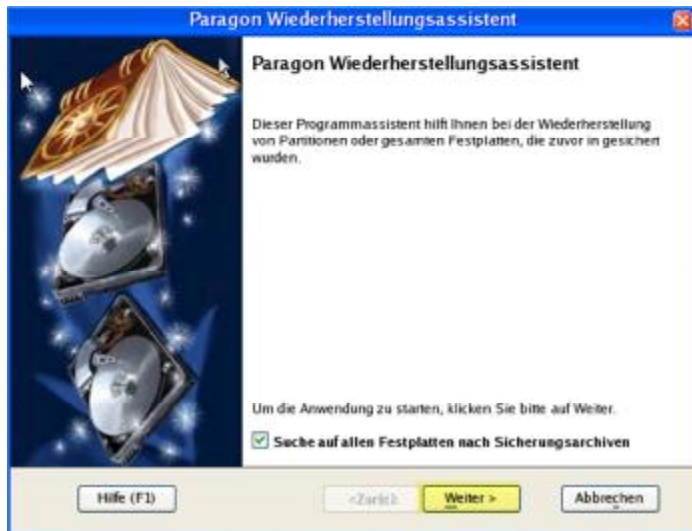 Paragon Wiederherstellungsassistent
Paragon Wiederherstellungsassistent
Dieser Programmassistent hilft Ihnen bei der Wiederherstellung
von Partitionen oder gesamten Festplatten, die zuvor in gesichert
wurden.
Um die Anwendung zu starten, klicken Sie bitte auf Weiter.
Suche auf allen Festplatten nach Sicherungsarchiven
Hilfe (F1)
<Zurück
Weiter >
Abbrechen